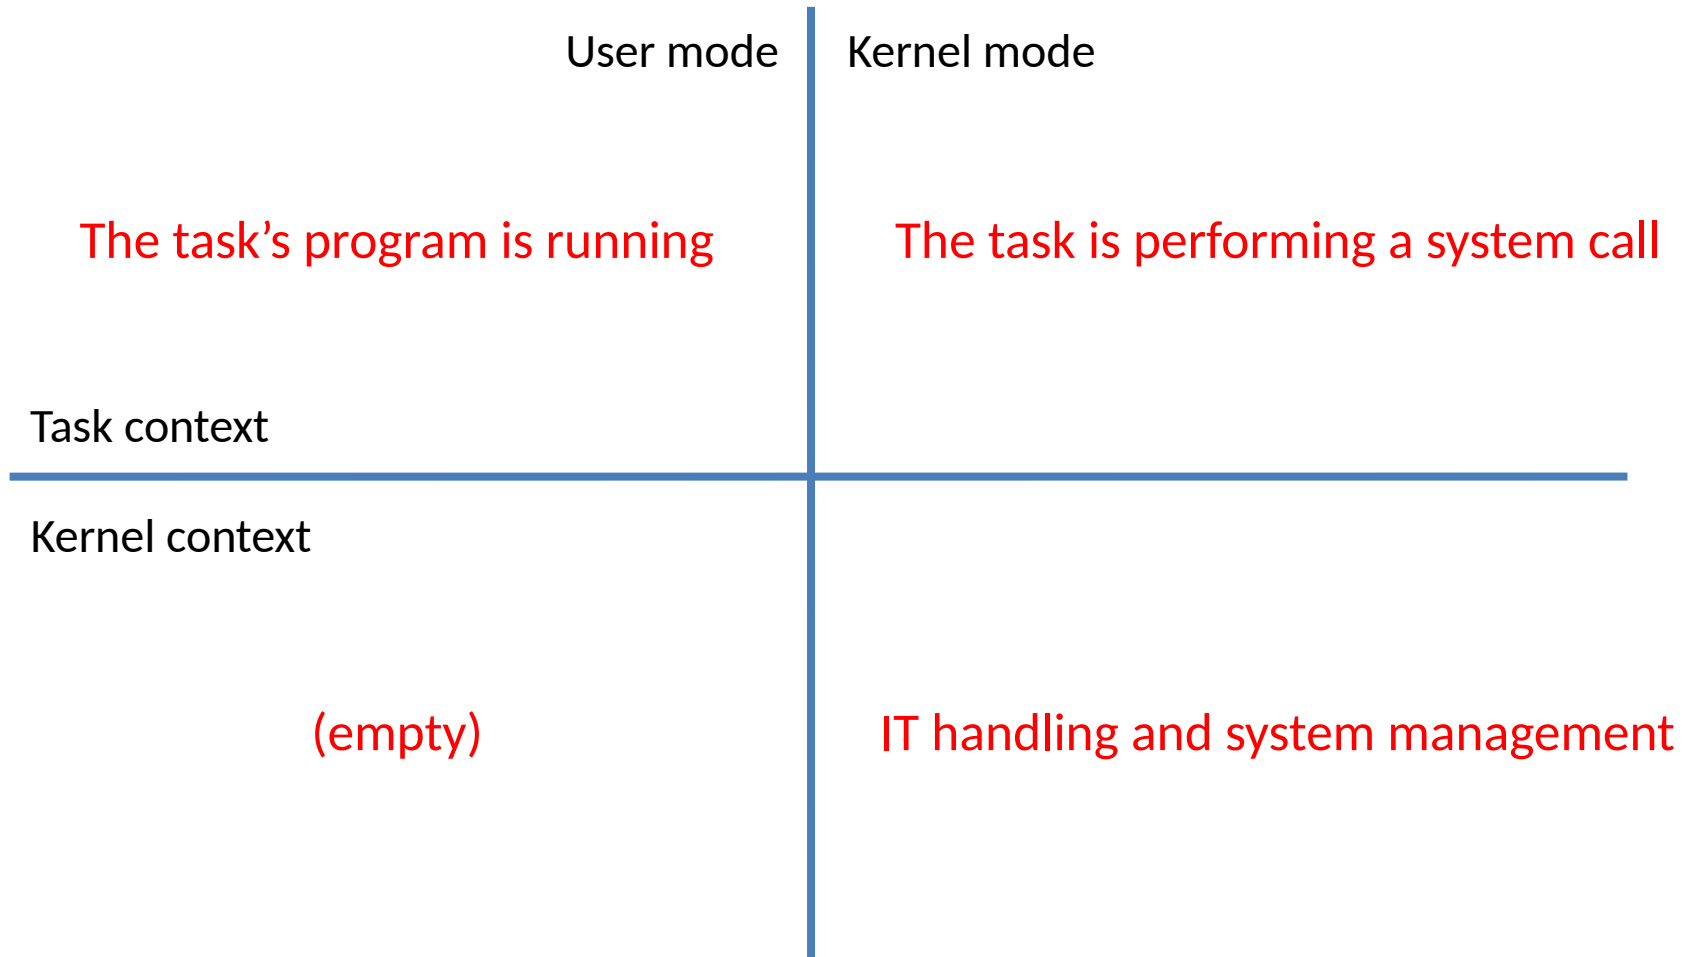 User mode
Kernel mode
The task’s program is running
The task is performing a system call
Task context
Kernel context
(empty)
IT handling and system management